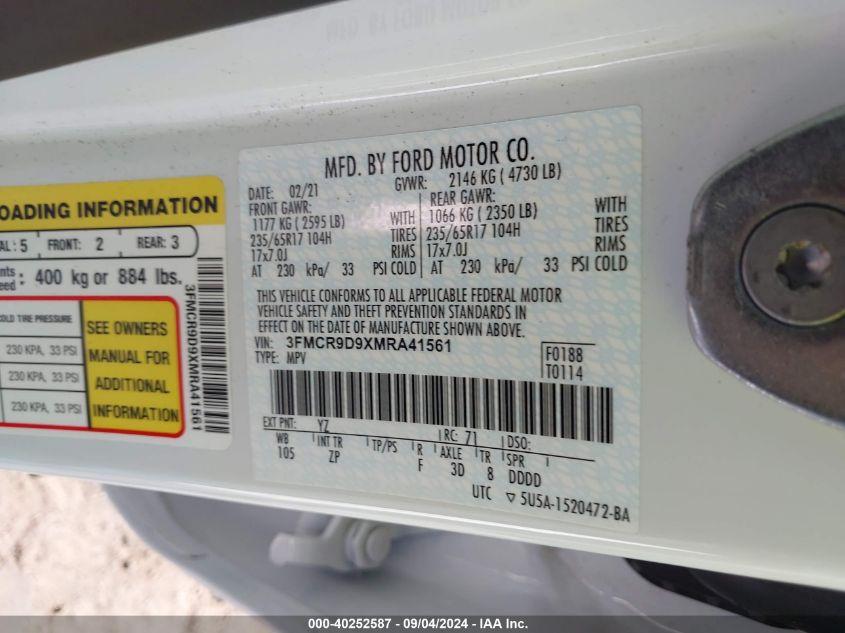 OADING INFORMATION
AL: 5 FRONT: 2 REAR: 3
400 kg or 884 lbs.
COLD TIRE PRESSURE
230 KPA, 33 PSI
230 KPA, 33 PSI
230 KPA, 33 PSI
SEE OWNERS
MANUAL FOR
ADDITIONAL
INFORMATION
3FMCR9D9XMRA41561
MFD. BY FORD MOTOR CO.
DATE: 02/21 GVWR: 2146 KG ( 4730 LB)
FRONT GAWR: REAR GAWR:
1177 KG ( 2595 LB) WITH 1066 KG ( 2350 LB) WITH
235/65R17 104H TIRES 235/65R17 104H TIRES
17x7.0J RIMS 17x7.0J RIMS
AT 230 kPa/ 33 PSI COLD AT 230 kPa/ 33 PSI COLD
THIS VEHICLE CONFORMS TO ALL APPLICABLE FEDERAL MOTOR
VEHICLE SAFETY AND THEFT PREVENTION STANDARDS IN
EFFECT ON THE DATE OF MANUFACTURE SHOWN ABOVE.
VIN: 3FMCR9D9XMRA41561
TYPE: MPV
F0188
T0114
EXT PNT: YZ RC: 71 DSO:
WB INT TR TP/PS R AXLE TR SPR
105 ZP F 3D 8 DDDD
UTC ▽ 5U5A-1520472-BA
000-40252587 - 09/04/2024 - IAA Inc.